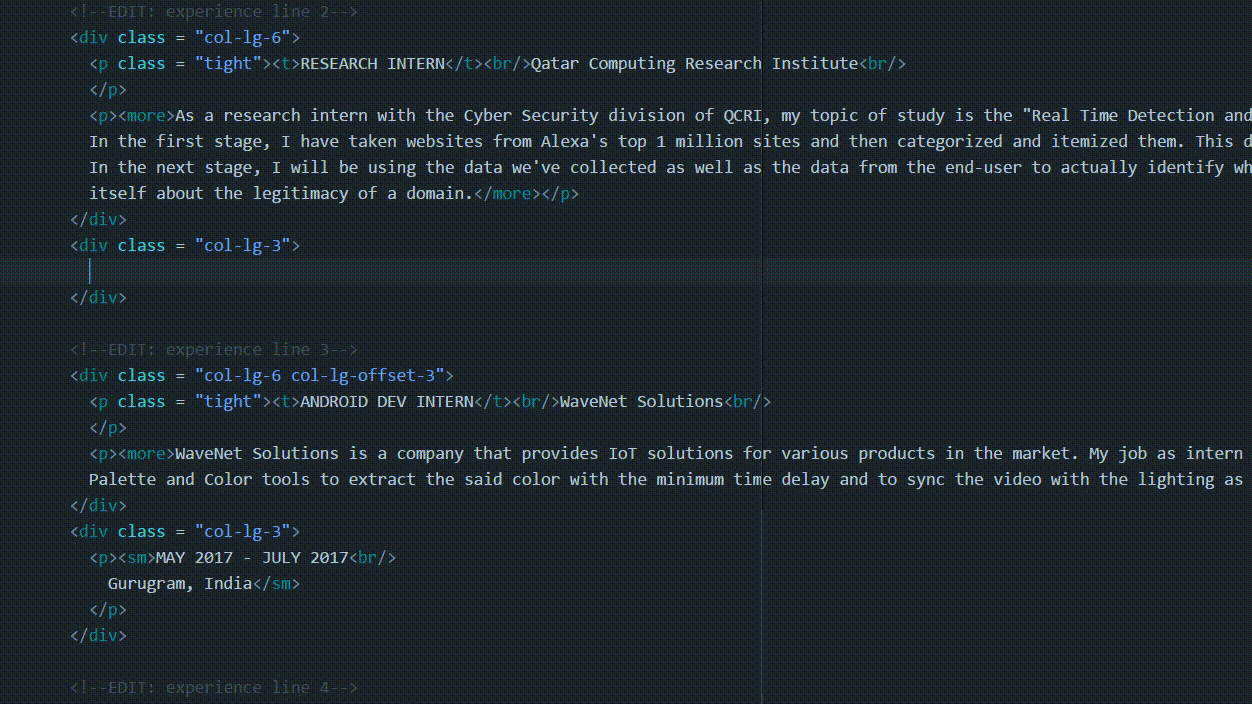 <!--EDIT: experience line 2-->
<div class = "col-lg-6">
<p class = "tight"><t>RESEARCH INTERN</t><br/>Qatar Computing Research Institute<br/>
</p>
<p><more>As a research intern with the Cyber Security division of QCRI, my topic of study is the "Real Time Detection and
In the first stage, I have taken websites from Alexa's top 1 million sites and then categorized and itemized them. This d
In the next stage, I will be using the data we've collected as well as the data from the end-user to actually identify wh
itself about the legitimacy of a domain.</more></p>
</div>
<div class = "col-lg-3">
</div>
<!--EDIT: experience line 3-->
<div class = "col-lg-6 col-lg-offset-3">
<p class = "tight"><t>ANDROID DEV INTERN</t><br/>WaveNet Solutions<br/>
</p>
<p><more>WaveNet Solutions is a company that provides IoT solutions for various products in the market. My job as intern
Palette and Color tools to extract the said color with the minimum time delay and to sync the video with the lighting as
</div>
<div class = "col-lg-3">
<p><sm>MAY 2017 - JULY 2017<br/>
Gurugram, India</sm>
</p>
</div>
<!--EDIT: experience line 4-->